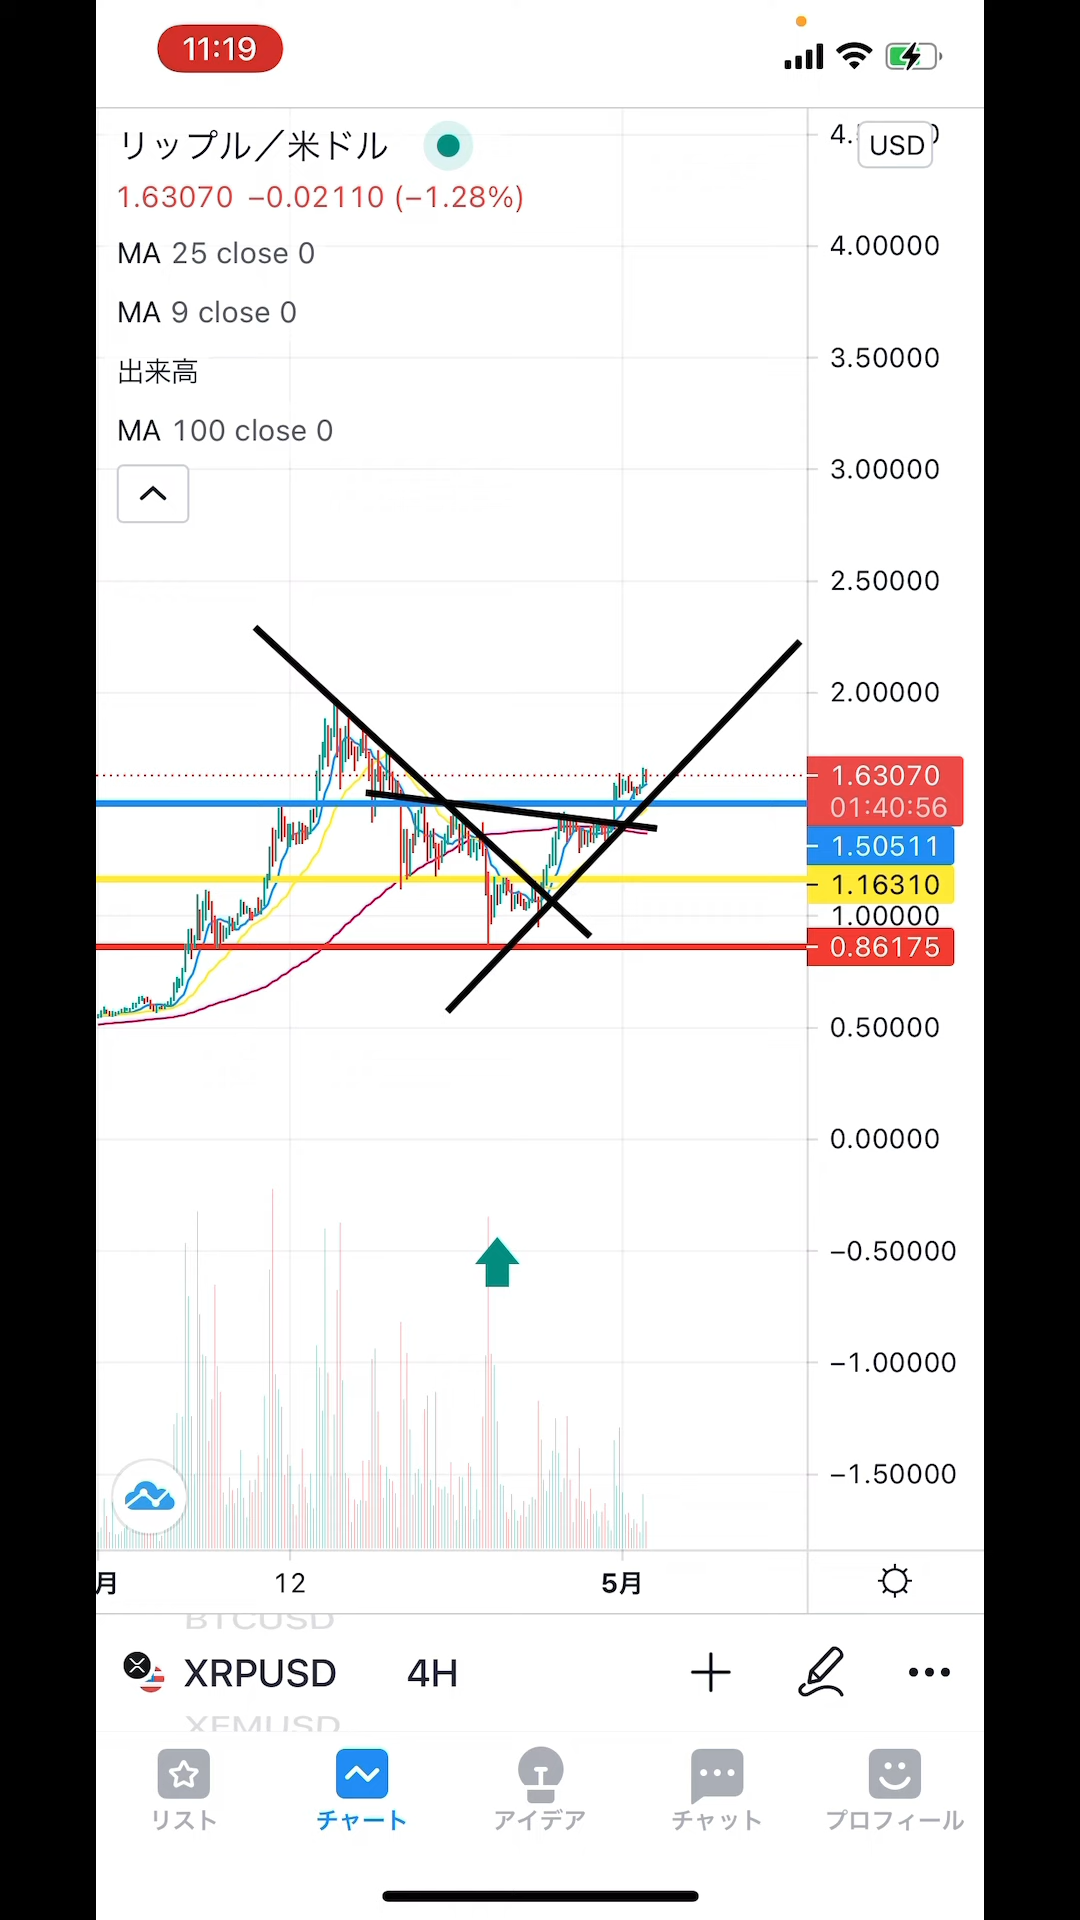 11:19
リップル／米ドル
USD
1.63070 −0.02110 (−1.28%)
MA 25 close 0
MA 9 close 0
出来高
MA 100 close 0
4.00000
3.50000
3.00000
2.50000
2.00000
1.63070
01:40:56
1.50511
1.16310
1.00000
0.86175
0.50000
0.00000
−0.50000
−1.00000
−1.50000
月
12
5月
BTCUSD
XRPUSD 4H
XEMUSD
リスト
チャート
アイデア
チャット
プロフィール